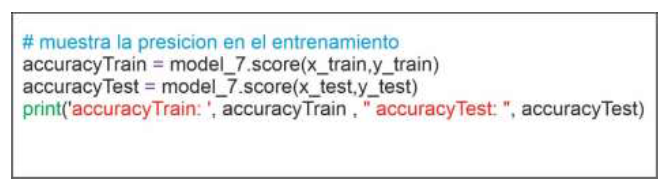 # muestra la presicion en el entrenamiento
accuracyTrain = model_7.score(x_train,y_train)
accuracyTest = model_7.score(x_test,y_test)
print('accuracyTrain: ', accuracyTrain , " accuracyTest: ", accuracyTest)